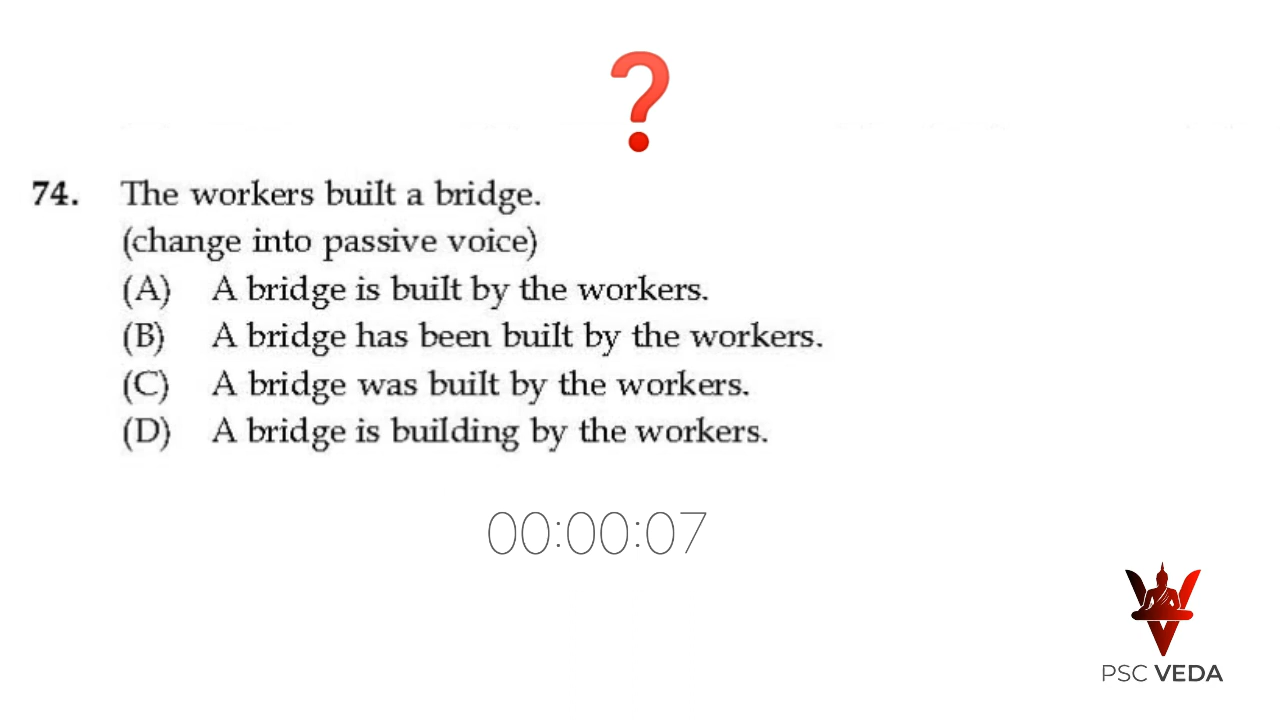 74. The workers built a bridge.
(change into passive voice)
(A) A bridge is built by the workers.
(B) A bridge has been built by the workers.
(C) A bridge was built by the workers.
(D) A bridge is building by the workers.
00:00:07
PSC VEDA